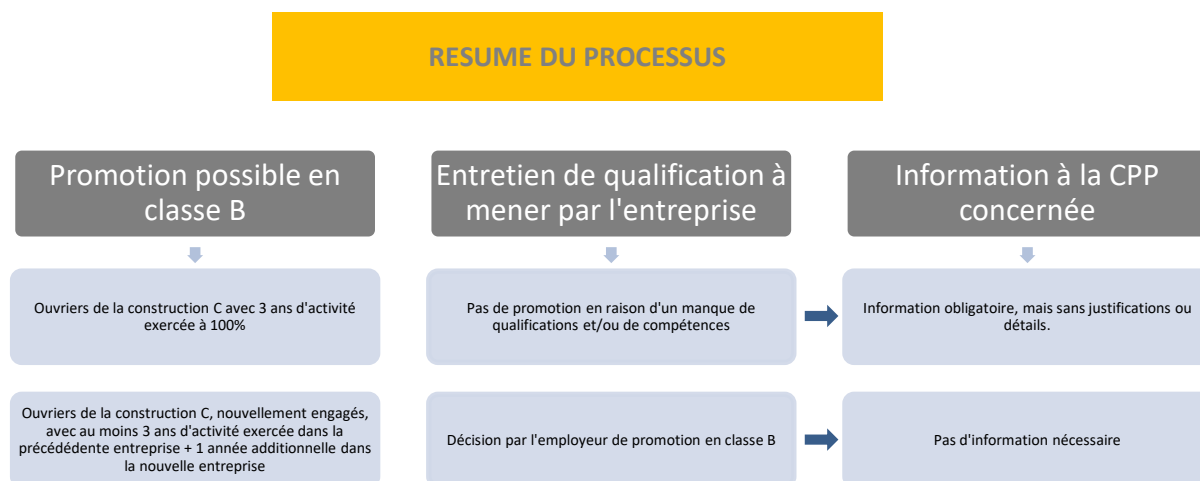 RESUME DU PROCESSUS
Promotion possible en
classe B
Entretien de qualification à
mener par l'entreprise
Information à la CPP
concernée
Ouvriers de la construction C avec 3 ans d'activité
exercée à 100%
Pas de promotion en raison d'un manque de
qualifications et/ou de compétences
Information obligatoire, mais sans justifications ou
détails.
Ouvriers de la construction C, nouvellement engagés,
avec au moins 3 ans d'activité exercée dans la
précédédente entreprise + 1 année additionnelle dans
la nouvelle entreprise
Décision par l'employeur de promotion en classe B
Pas d'information nécessaire